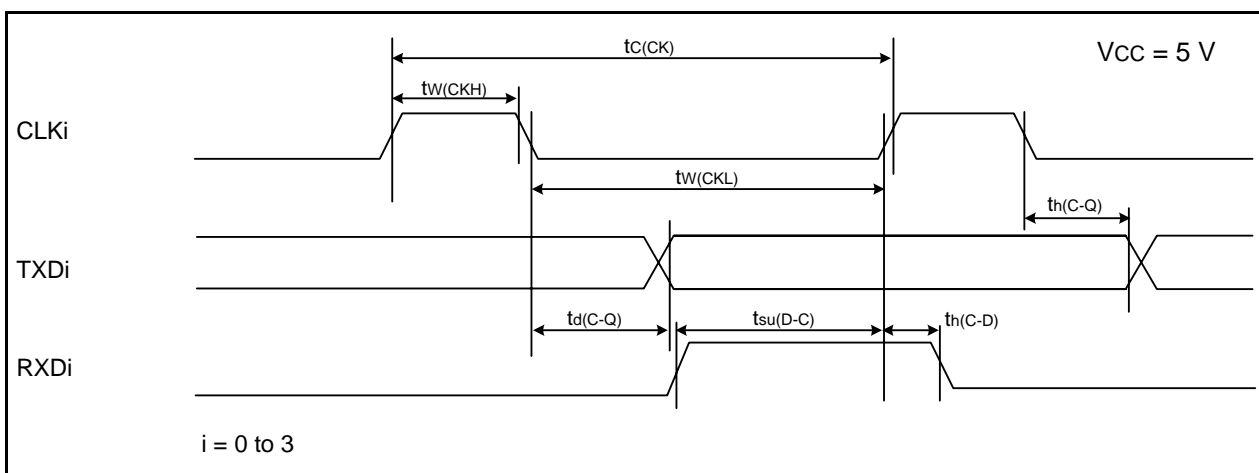 tC(CK)
VCC = 5 V
tW(CKH)
CLKi
tW(CKL)
th(C-Q)
TXDi
td(C-Q)
tsu(D-C)
th(C-D)
RXDi
i = 0 to 3